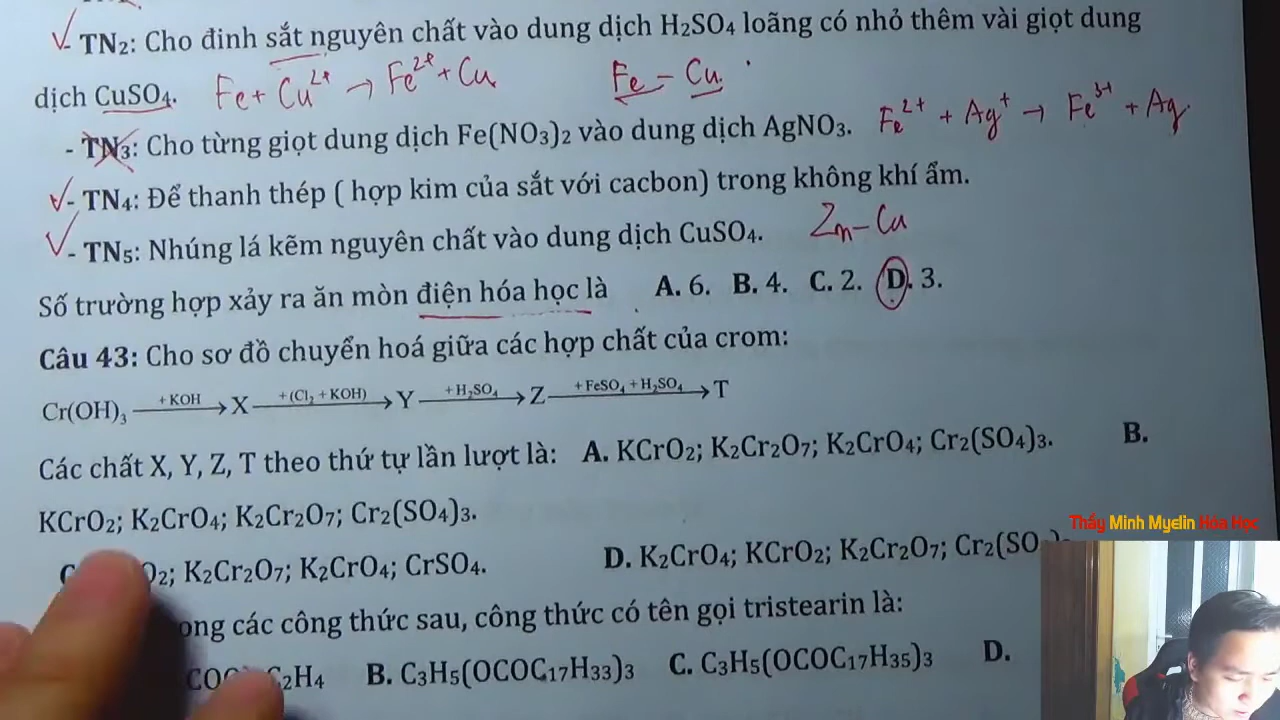 - TN2: Cho đinh sắt nguyên chất vào dung dịch H2SO4 loãng có nhỏ thêm vài giọt dung
dịch CuSO4. Fe + Cu2+ → Fe2+ + Cu Fe - Cu
- TN3: Cho từng giọt dung dịch Fe(NO3)2 vào dung dịch AgNO3. Fe2+ + Ag+ → Fe3+ + Ag
- TN4: Để thanh thép ( hợp kim của sắt với cacbon) trong không khí ẩm.
- TN5: Nhúng lá kẽm nguyên chất vào dung dịch CuSO4. Zn - Cu
Số trường hợp xảy ra ăn mòn điện hóa học là A. 6. B. 4. C. 2. D. 3.
Câu 43: Cho sơ đồ chuyển hoá giữa các hợp chất của crom:
Cr(OH)3 + KOH → X +(Cl2 + KOH) → Y + H2SO4 → Z + FeSO4 + H2SO4 → T
Các chất X, Y, Z, T theo thứ tự lần lượt là: A. KCrO2; K2Cr2O7; K2CrO4; Cr2(SO4)3. B.
KCrO2; K2CrO4; K2Cr2O7; Cr2(SO4)3.
O2; K2Cr2O7; K2CrO4; CrSO4. D. K2CrO4; KCrO2; K2Cr2O7; Cr2(SO
ong các công thức sau, công thức có tên gọi tristearin là:
B. C3H5(OCOC17H33)3 C. C3H5(OCOC17H35)3 D.
Thầy Minh Myelin Hóa Học